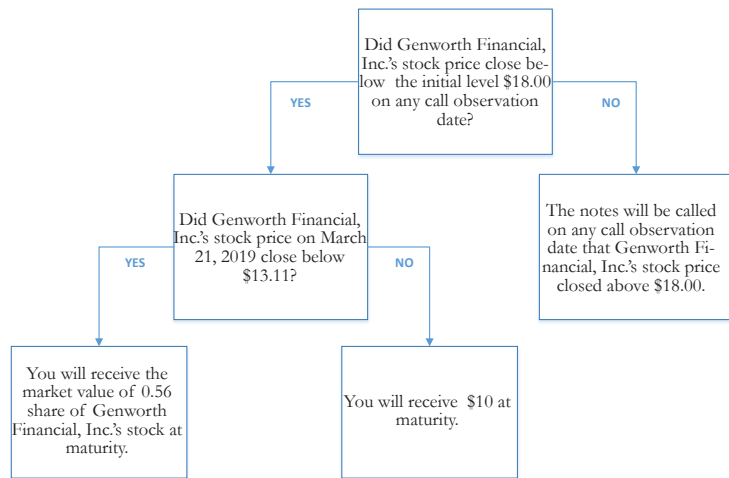 Did Genworth Financial,
Inc.'s stock price close be-
low the initial level $18.00
on any call observation
date?
YES
NO
Did Genworth Financial,
Inc.'s stock price on March
21, 2019 close below
$13.11?
The notes will be called
on any call observation
date that Genworth Fi-
nancial, Inc.'s stock price
closed above $18.00.
YES
NO
You will receive the
market value of 0.56
share of Genworth
Financial, Inc.'s stock at
maturity.
You will receive $10 at
maturity.